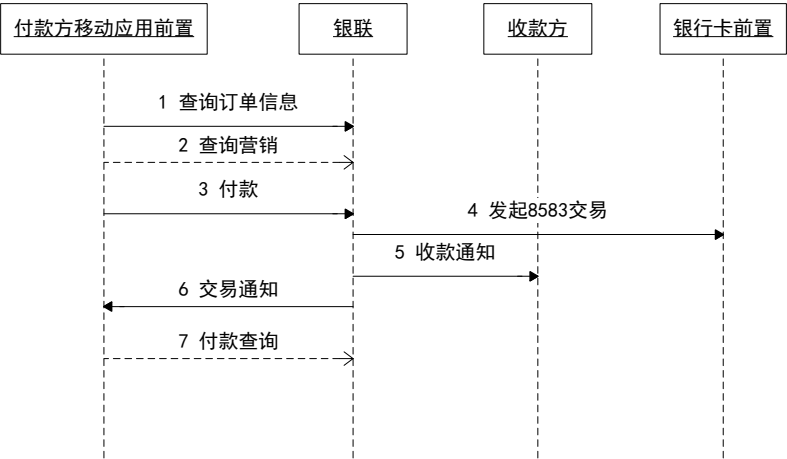 付款方移动应用前置
银联
收款方
银行卡前置
1 查询订单信息
2 查询营销
3 付款
4 发起8583交易
5 收款通知
6 交易通知
7 付款查询